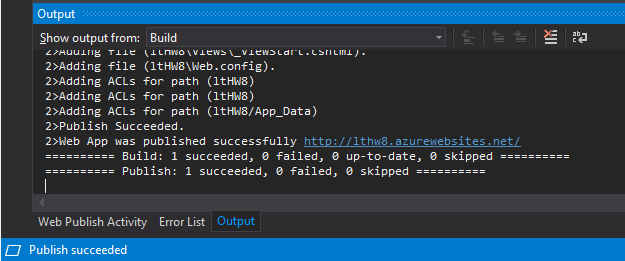 Output
Show output from: Build
2>Adding file (ltHW8\Views\_ViewStart.cshtml).
2>Adding file (ltHW8\Web.config).
2>Adding ACLs for path (ltHW8)
2>Adding ACLs for path (ltHW8)
2>Adding ACLs for path (ltHW8/App_Data)
2>Publish Succeeded.
2>Web App was published successfully http://lthw8.azurewebsites.net/
========== Build: 1 succeeded, 0 failed, 0 up-to-date, 0 skipped ==========
========== Publish: 1 succeeded, 0 failed, 0 skipped ==========
Web Publish Activity Error List Output
Publish succeeded